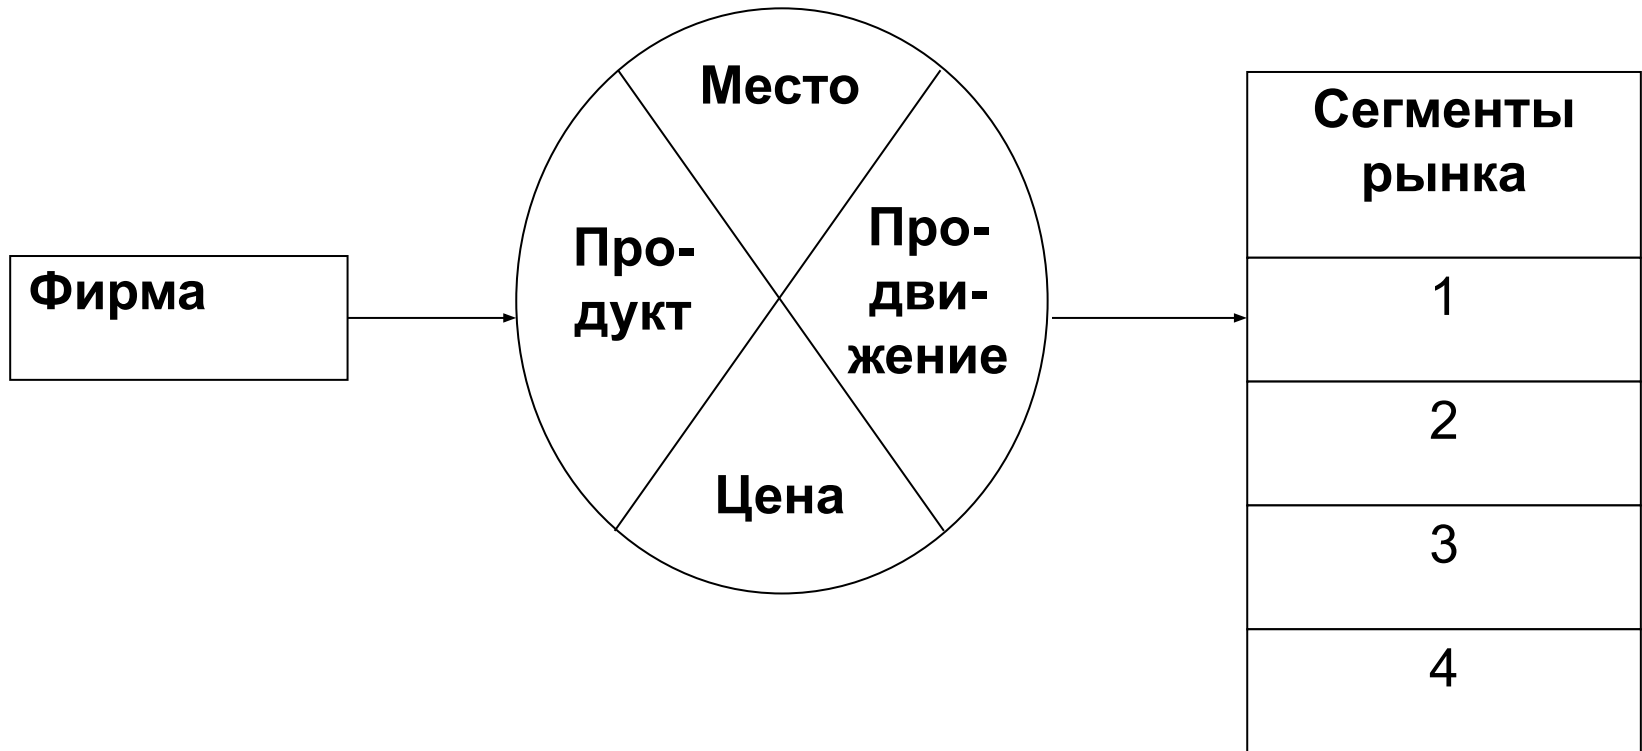 Фирма
Место
Про-
дукт
Про-
дви-
жение
Цена
Сегменты
рынка
1
2
3
4